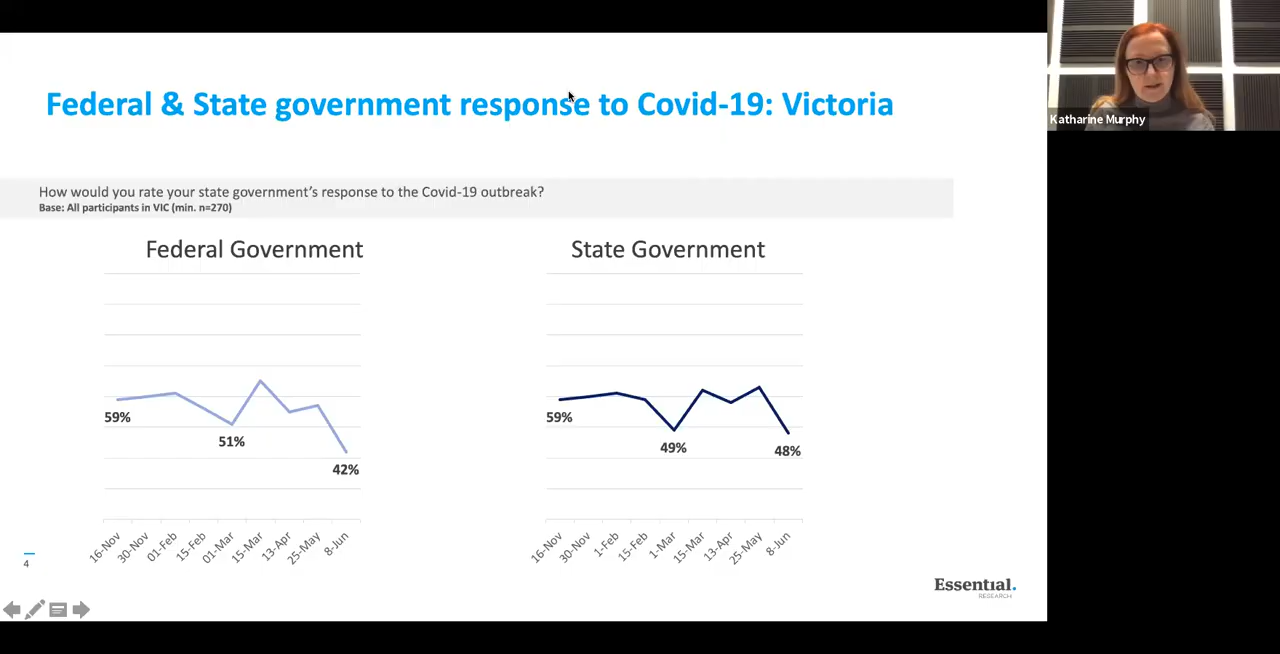 Federal & State government response to Covid-19: Victoria
Katharine Murphy
How would you rate your state government's response to the Covid-19 outbreak?
Base: All participants in VIC (min. n=270)
Federal Government
59%
51%
42%
16-Nov
30-Nov
01-Feb
15-Feb
01-Mar
15-Mar
13-Apr
25-May
8-Jun
State Government
59%
49%
48%
16-Nov
30-Nov
1-Feb
15-Feb
1-Mar
15-Mar
13-Apr
25-May
8-Jun
4
Essential.
RESEARCH